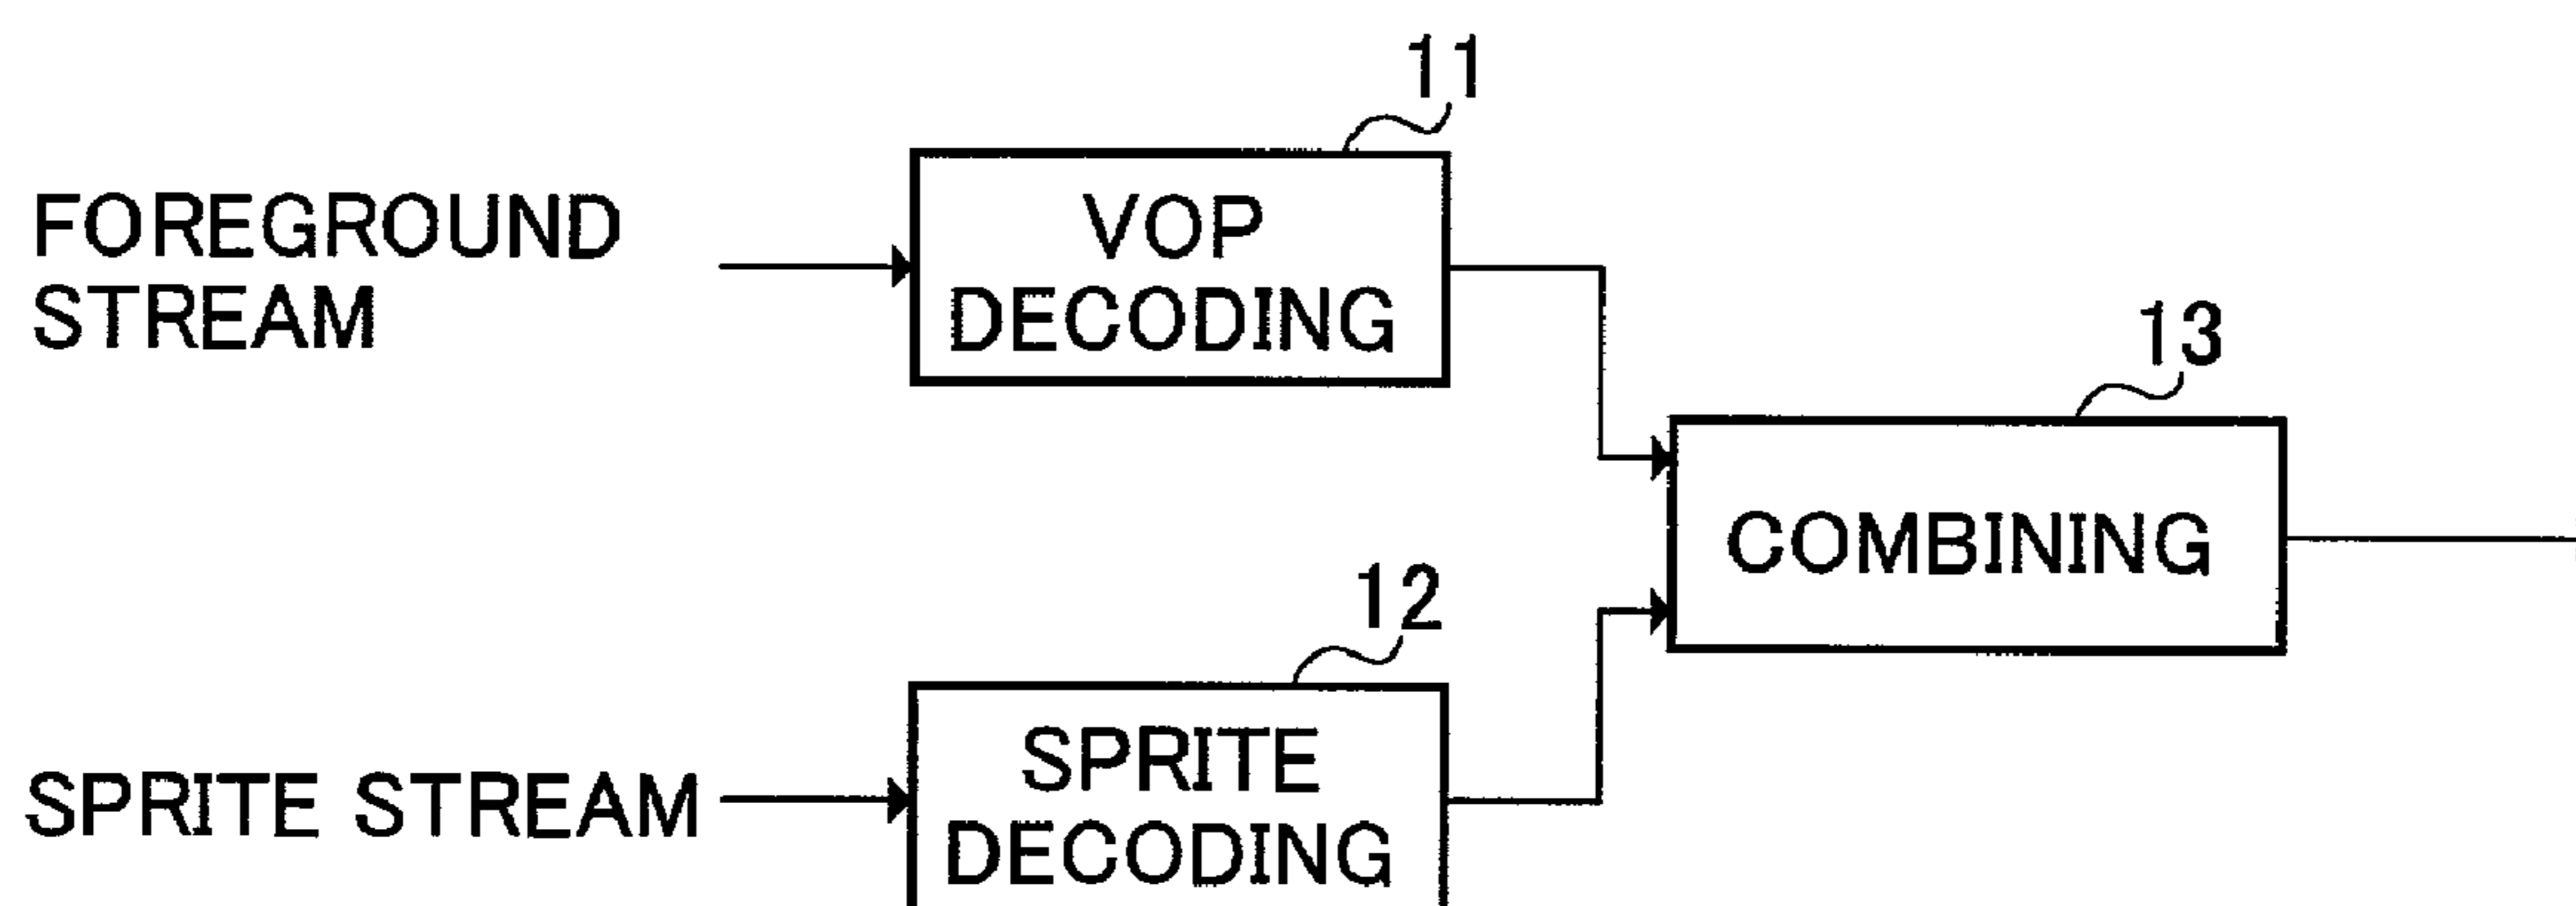 11
FOREGROUND
STREAM
VOP
DECODING
13
COMBINING
12
SPRITE STREAM
SPRITE
DECODING